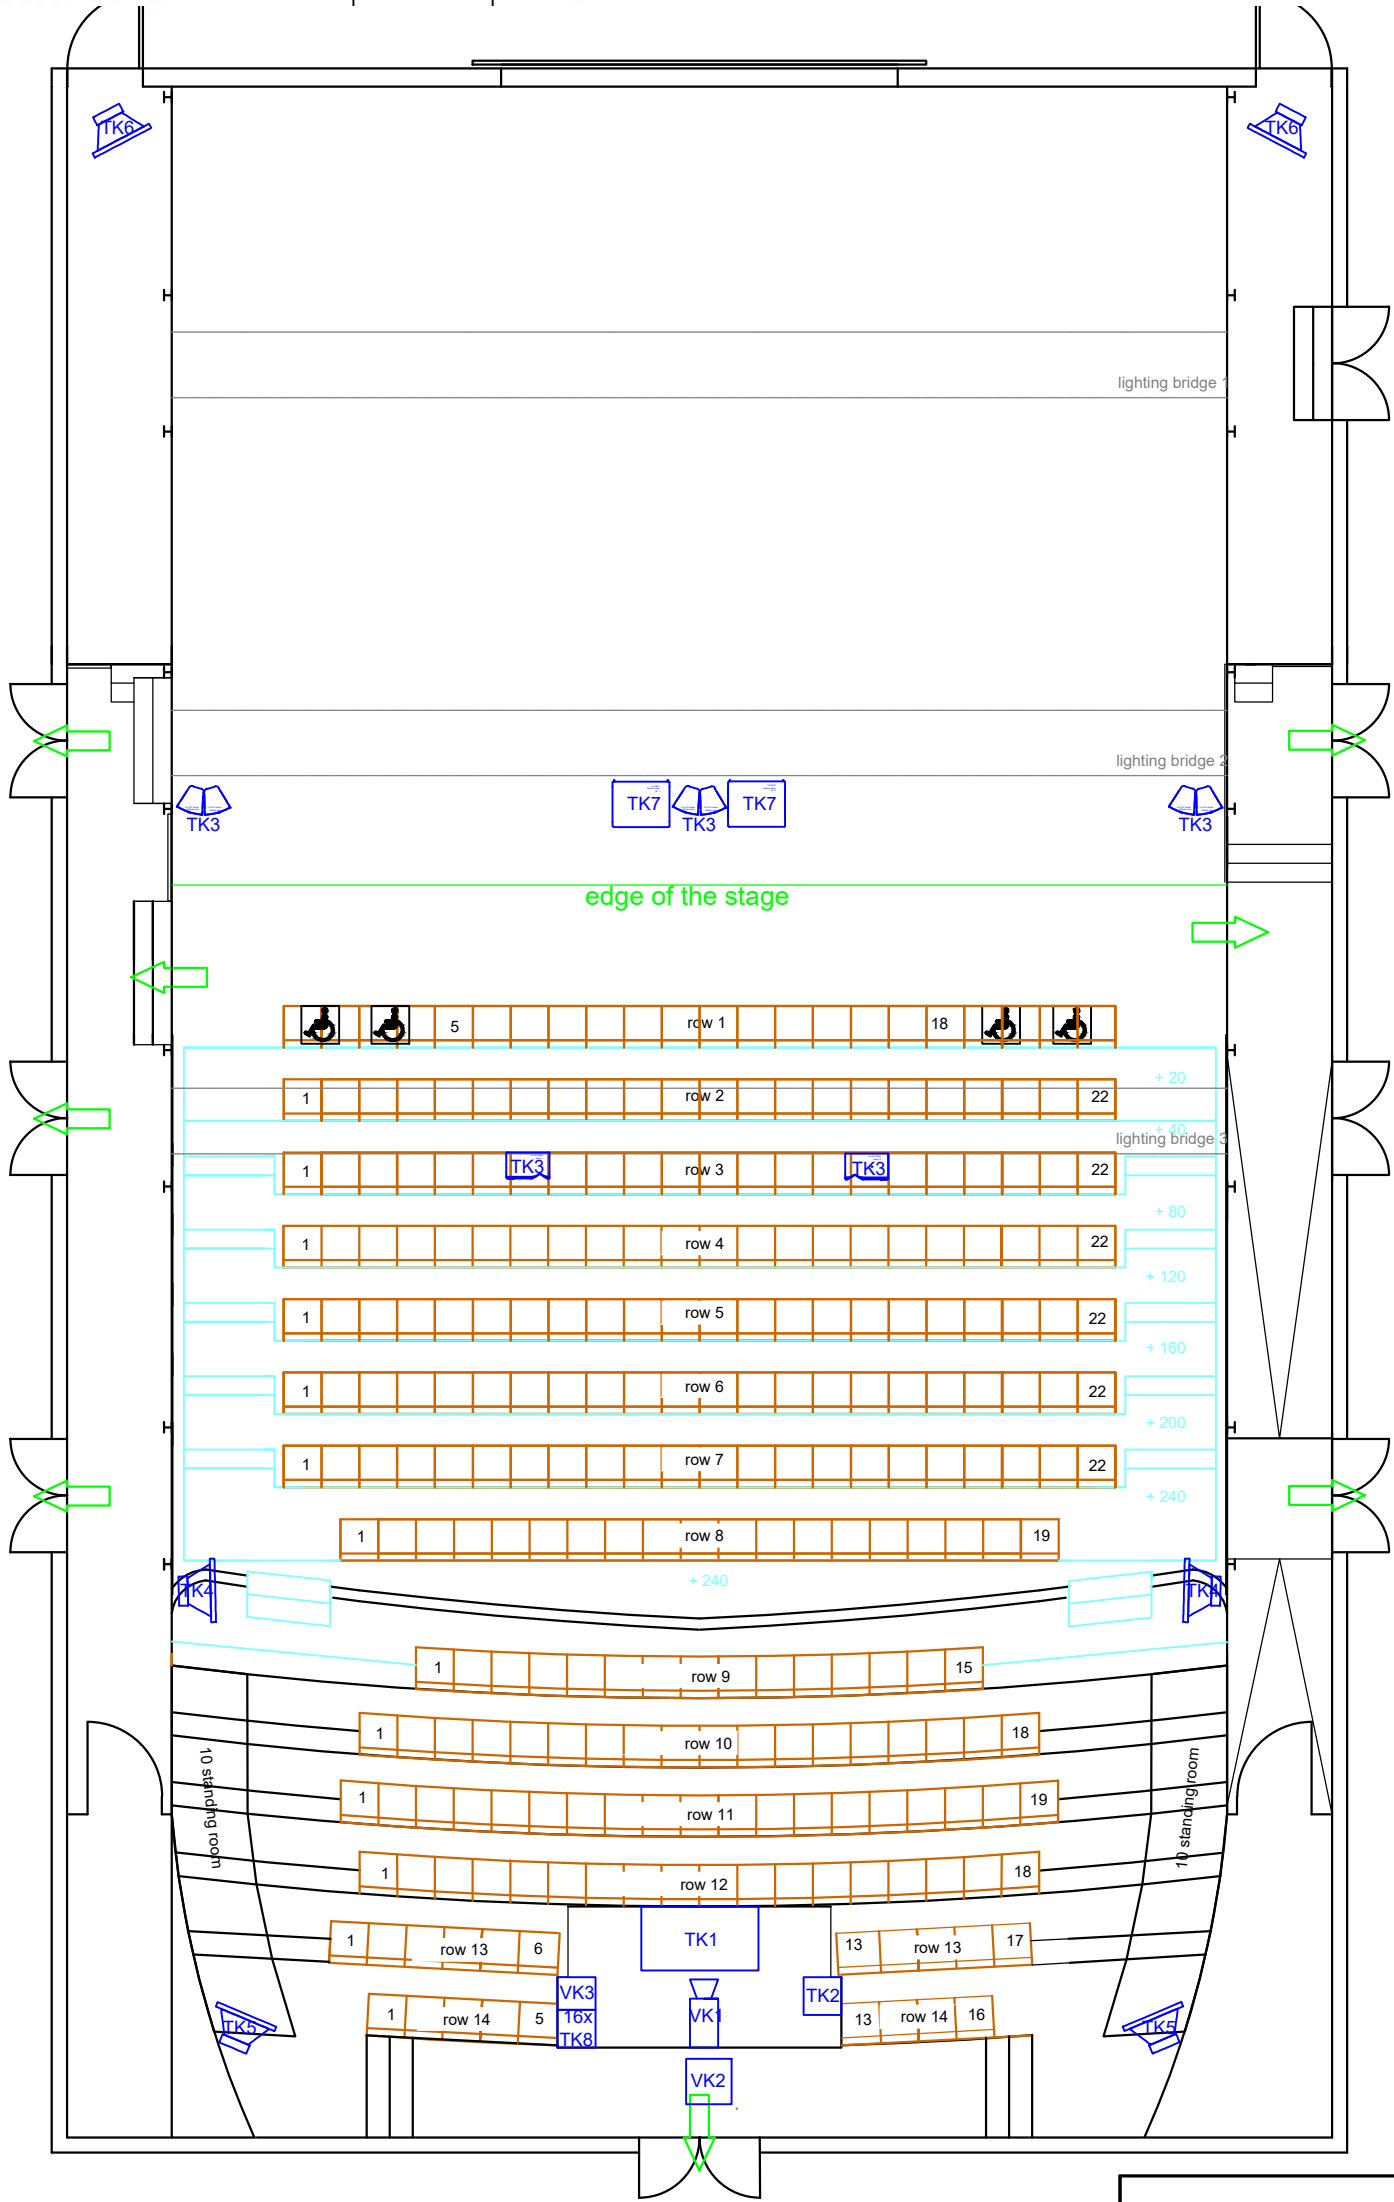 TK6 TK6
lighting bridge 1
lighting bridge 2
TK7 TK7
TK3 TK3 TK3
edge of the stage
5 row 1 18
+ 20
1 row 2 22
+ 40
lighting bridge 3
1 TK3 row 3 TK3 22
+ 80
1 row 4 22
+ 120
1 row 5 22
+ 160
1 row 6 22
+ 200
1 row 7 22
+ 240
1 row 8 19
+ 240
TK4 TK4
1 row 9 15
1 row 10 18
10 standing room
10 standing room
1 row 11 19
1 row 12 18
1 row 13 6 TK1 13 row 13 17
VK3 TK2
1 row 14 5 16x VK1 13 row 14 16
TK5 TK8 TK5
VK2